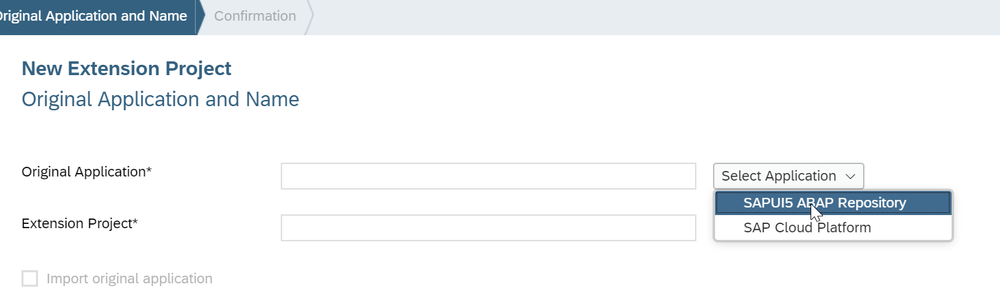 Original Application and Name Confirmation
New Extension Project
Original Application and Name
Original Application* Select Application
SAPUI5 ABAP Repository
Extension Project*
SAP Cloud Platform
Import original application